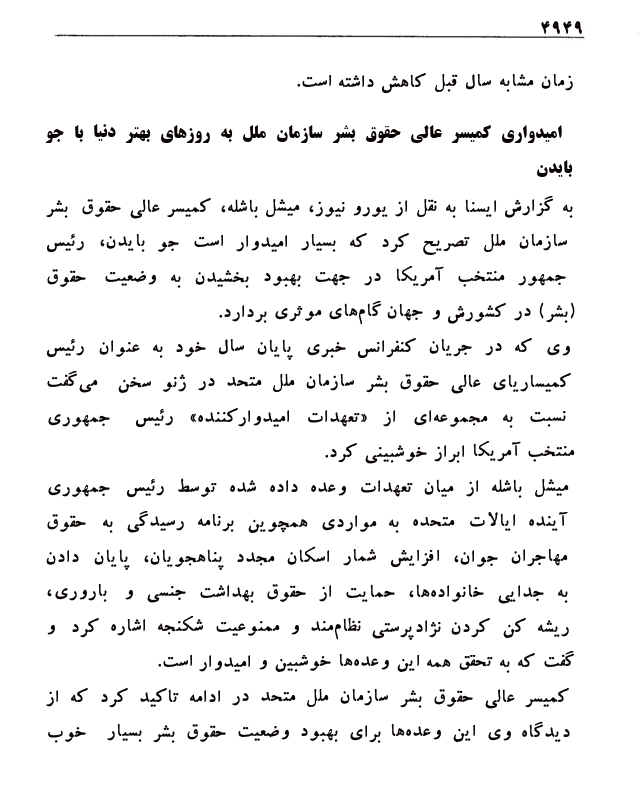 ۴۹۴۹
زمان مشابه سال قبل کاهش داشته است.
امیدواری کمیسر عالی حقوق بشر سازمان ملل به روزهای بهتر دنیا با جو
بایدن
به گزارش ایسنا به نقل از یورو نیوز، میشل باشله، کمیسر عالی حقوق بشر
سازمان ملل تصریح کرد که بسیار امیدوار است جو بایدن، رئیس
جمهور منتخب آمریکا در جهت بهبود بخشیدن به وضعیت حقوق
(بشر) در کشورش و جهان گام‌های موثری بردارد.
وی که در جریان کنفرانس خبری پایان سال خود به عنوان رئیس
کمیساریای عالی حقوق بشر سازمان ملل متحد در ژنو سخن می‌گفت
نسبت به مجموعه‌ای از «تعهدات امیدوارکننده» رئیس جمهوری
منتخب آمریکا ابراز خوشبینی کرد.
میشل باشله از میان تعهدات وعده داده شده توسط رئیس جمهوری
آینده ایالات متحده به مواردی همچوین برنامه رسیدگی به حقوق
مهاجران جوان، افزایش شمار اسکان مجدد پناهجویان، پایان دادن
به جدایی خانواده‌ها، حمایت از حقوق بهداشت جنسی و باروری،
ریشه کن کردن نژادپرستی نظام‌مند و ممنوعیت شکنجه اشاره کرد و
گفت که به تحقق همه این وعده‌ها خوشبین و امیدوار است.
کمیسر عالی حقوق بشر سازمان ملل متحد در ادامه تاکید کرد که از
دیدگاه وی این وعده‌ها برای بهبود وضعیت حقوق بشر بسیار خوب